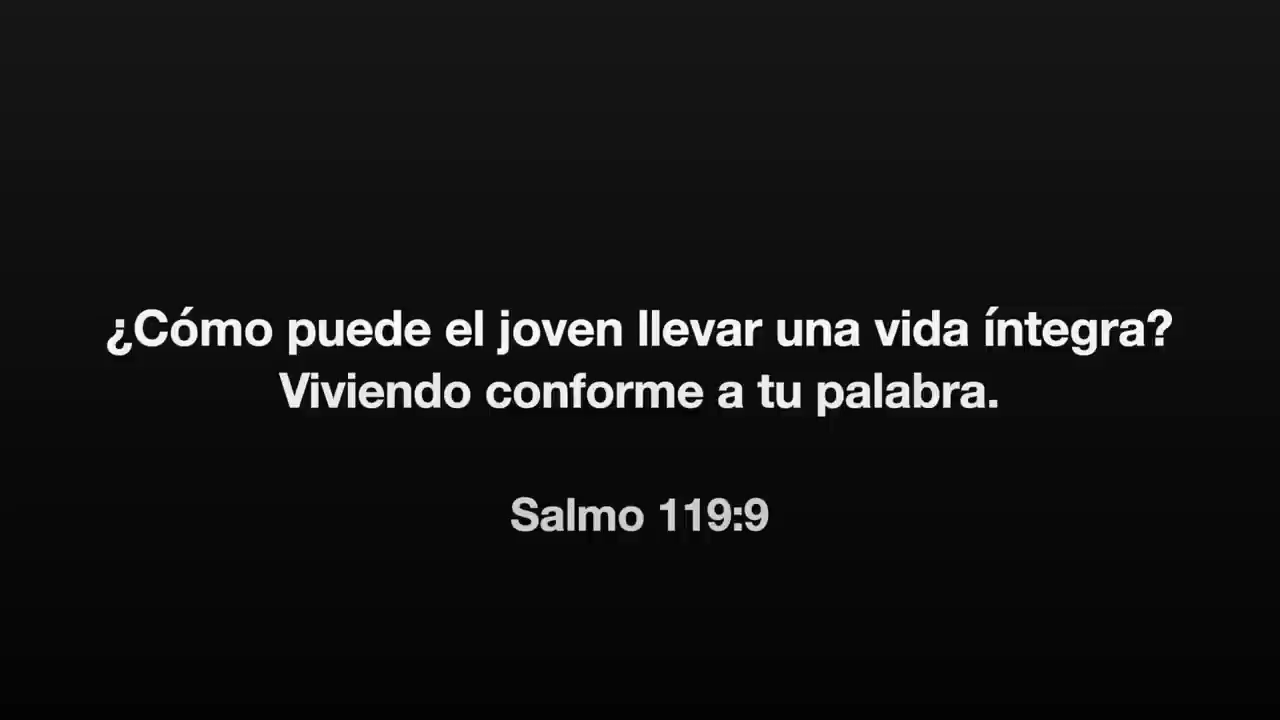 ¿Cómo puede el joven llevar una vida íntegra?
Viviendo conforme a tu palabra.
Salmo 119:9